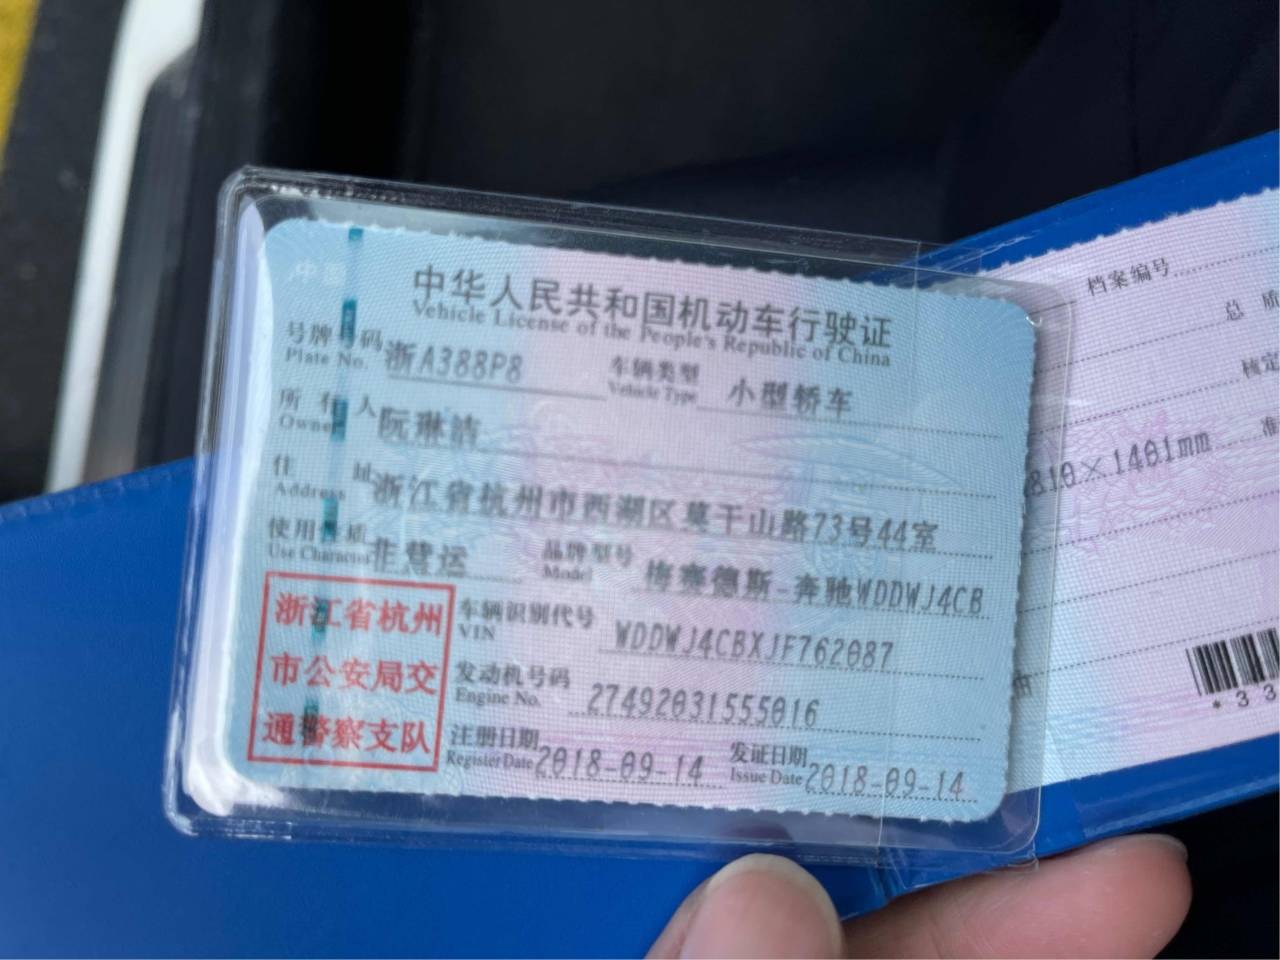 中国
中华人民共和国机动车行驶证
Vehicle License of the People's Republic of China
号牌号码 浙A388P8 车辆类型 小型轿车
Plate No. Vehicle Type
所有人 阮琳洁
Owner
住址 浙江省杭州市西湖区莫干山路73号44室
Address
使用性质 非营运 品牌型号 梅赛德斯-奔驰WDDWJ4CB
Use Character Model
浙江省杭州
市公安局交
通警察支队
车辆识别代号 WDDWJ4CBXJF762087
VIN
发动机号码 27492031555016
Engine No.
注册日期 2018-09-14 发证日期 2018-09-14
Register Date Issue Date
档案编号
总质
核定
准
810×1401mm
*33